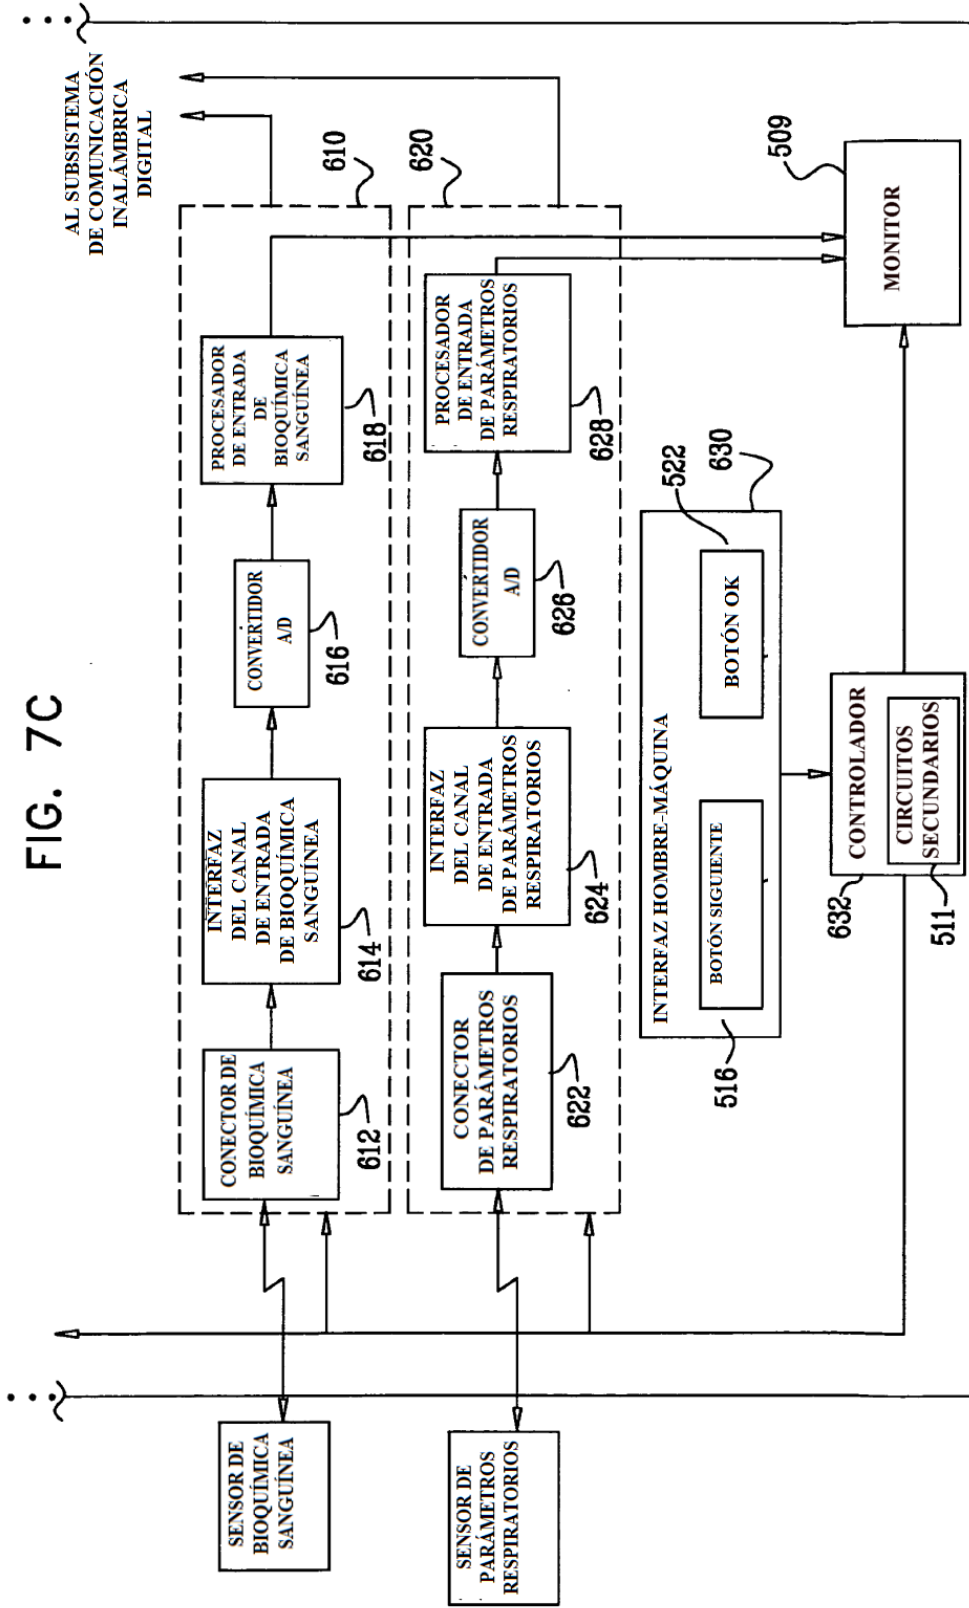 FIG. 7C
AL SUBSISTEMA
DE COMUNICACIÓN
INALÁMBRICA
DIGITAL
SENSOR DE
BIOQUÍMICA
SANGUÍNEA
CONECTOR DE
BIOQUÍMICA
SANGUÍNEA
612
INTERFAZ
DEL CANAL
DE ENTRADA
DE BIOQUÍMICA
SANGUÍNEA
614
CONVERTIDOR
A/D
616
PROCESADOR
DE ENTRADA
DE
BIOQUÍMICA
SANGUÍNEA
618
610
SENSOR DE
PARÁMETROS
RESPIRATORIOS
CONECTOR
DE PARÁMETROS
RESPIRATORIOS
622
INTERFAZ
DEL CANAL
DE ENTRADA
DE PARÁMETROS
RESPIRATORIOS
624
CONVERTIDOR
A/D
626
PROCESADOR
DE ENTRADA
DE PARÁMETROS
RESPIRATORIOS
628
620
INTERFAZ HOMBRE-MÁQUINA
BOTÓN SIGUIENTE
516
BOTÓN OK
522
630
CONTROLADOR
632
CIRCUITOS
SECUNDARIOS
511
MONITOR
509